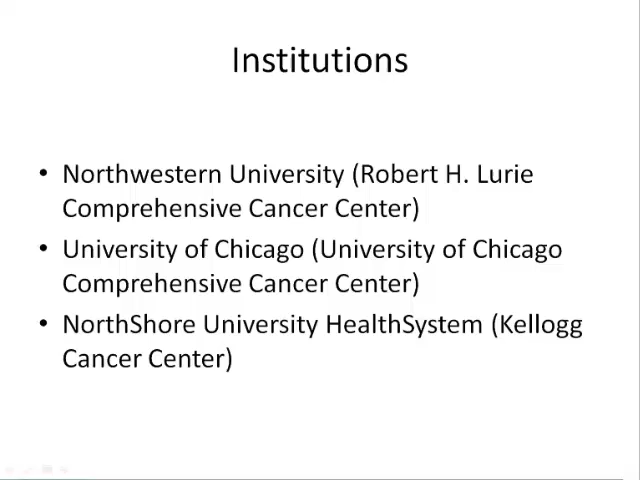 Institutions
• Northwestern University (Robert H. Lurie
Comprehensive Cancer Center)
• University of Chicago (University of Chicago
Comprehensive Cancer Center)
• NorthShore University HealthSystem (Kellogg
Cancer Center)